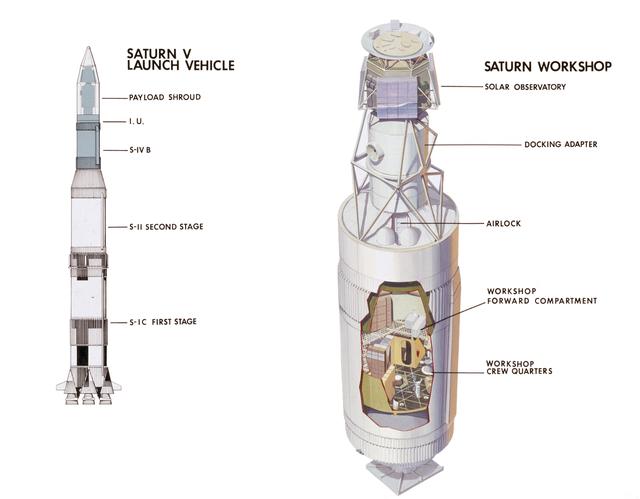 SATURN V
LAUNCH VEHICLE
PAYLOAD SHROUD
I.U.
S-IV B
S-II SECOND STAGE
S-1C FIRST STAGE
SATURN WORKSHOP
SOLAR OBSERVATORY
DOCKING ADAPTER
AIRLOCK
WORKSHOP
FORWARD COMPARTMENT
WORKSHOP
CREW QUARTERS